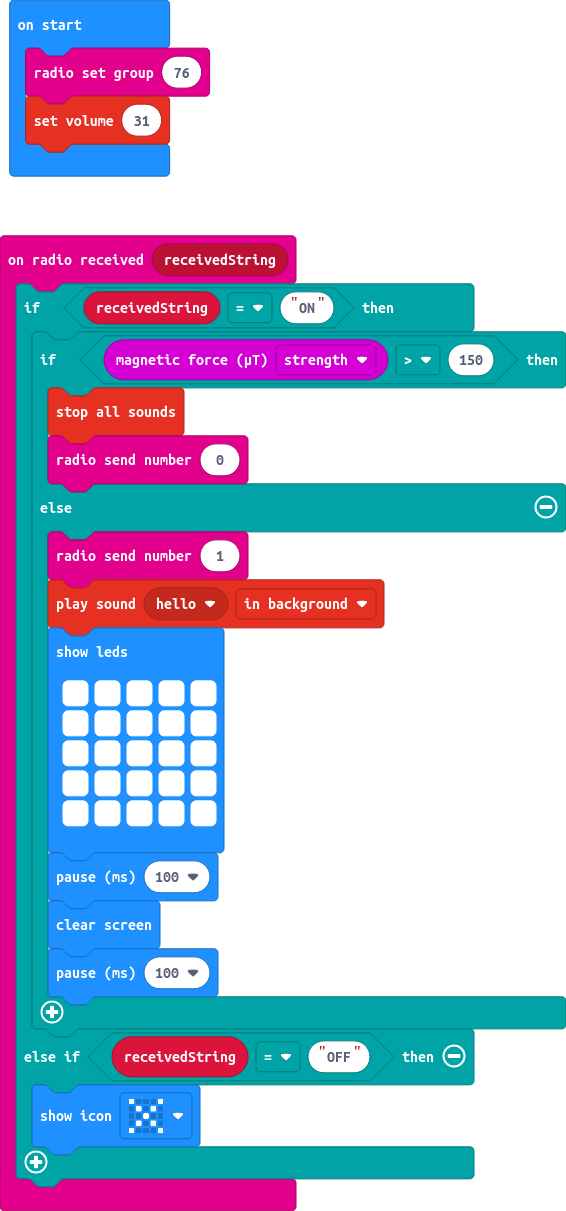 on start
radio set group 76
set volume 31
on radio received receivedString
if receivedString = "ON" then
if magnetic force (µT) strength > 150 then
stop all sounds
radio send number 0
else
radio send number 1
play sound hello in background
show leds
pause (ms) 100
clear screen
pause (ms) 100
else if receivedString = "OFF" then
show icon